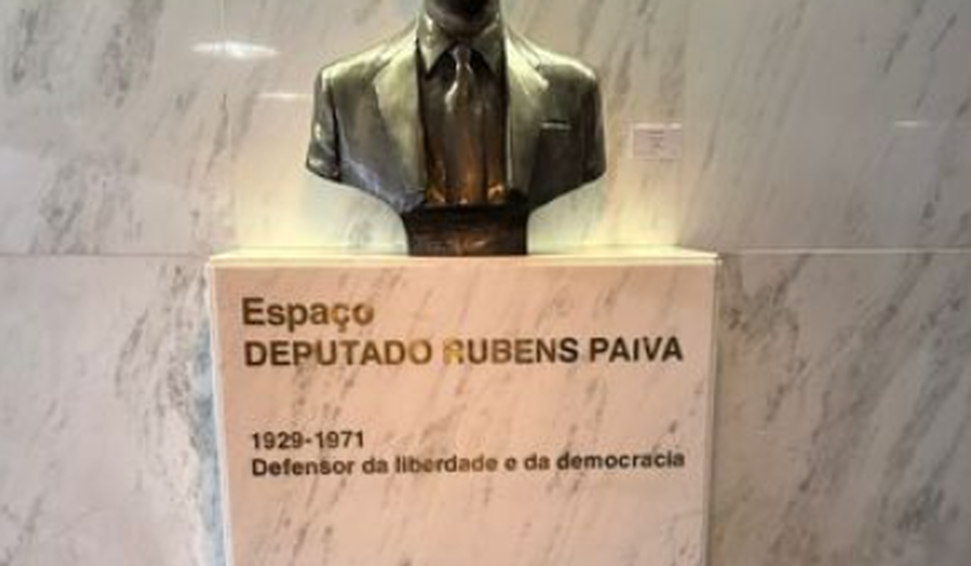 Espaço
DEPUTADO RUBENS PAIVA
1929-1971
Defensor da liberdade e da democracia